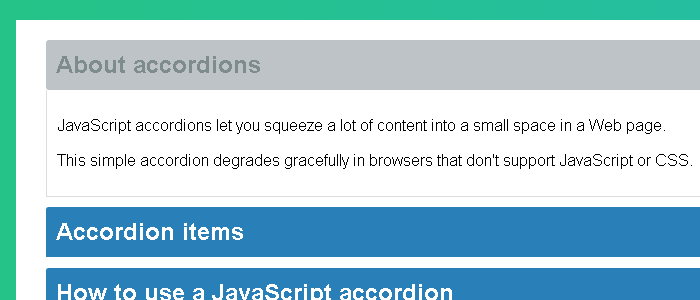 About accordions
JavaScript accordions let you squeeze a lot of content into a small space in a Web page.
This simple accordion degrades gracefully in browsers that don't support JavaScript or CSS.
Accordion items
How to use a JavaScript accordion